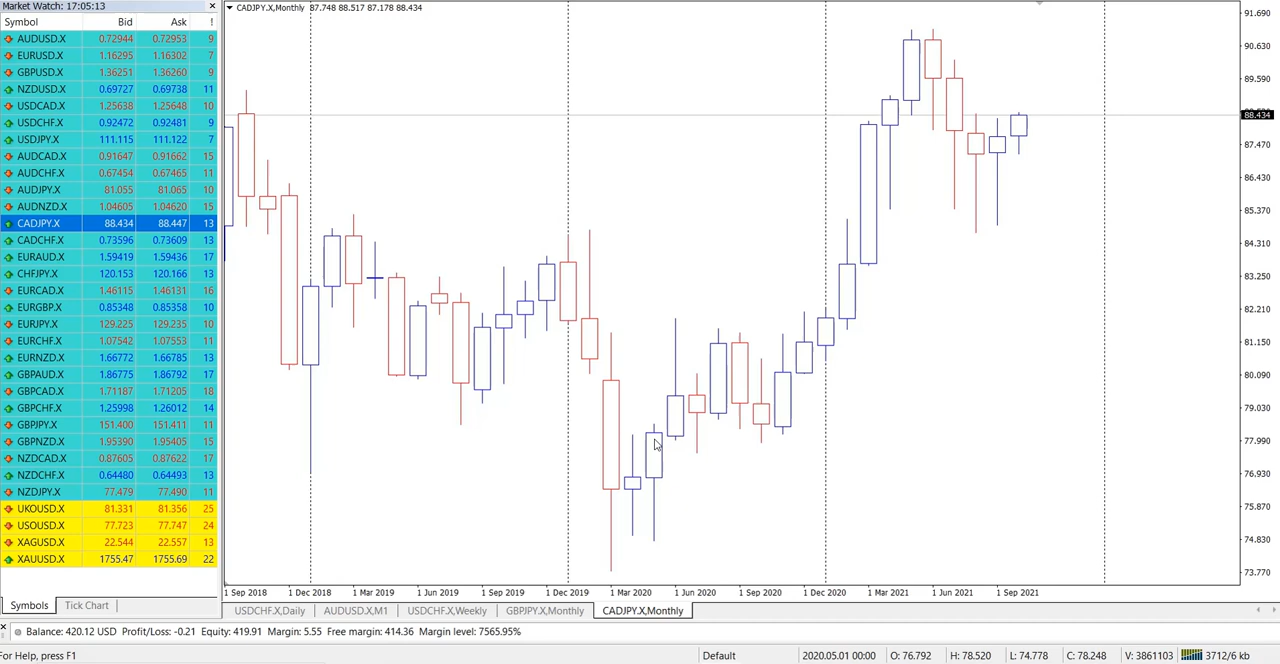 Market Watch: 17:05:13
Symbol Bid Ask !
AUDUSD.X 0.72944 0.72953 9
EURUSD.X 1.16295 1.16302 7
GBPUSD.X 1.36251 1.36260 9
NZDUSD.X 0.69727 0.69738 11
USDCAD.X 1.25638 1.25648 10
USDCHF.X 0.92472 0.92481 9
USDJPY.X 111.115 111.122 7
AUDCAD.X 0.91647 0.91662 15
AUDCHF.X 0.67454 0.67465 11
AUDJPY.X 81.055 81.065 10
AUDNZD.X 1.04605 1.04620 15
CADJPY.X 88.434 88.447 13
CADCHF.X 0.73596 0.73609 13
EURAUD.X 1.59419 1.59436 17
CHFJPY.X 120.153 120.166 13
EURCAD.X 1.46115 1.46131 16
EURGBP.X 0.85348 0.85358 10
EURJPY.X 129.225 129.235 10
EURCHF.X 1.07542 1.07553 11
EURNZD.X 1.66772 1.66785 13
GBPAUD.X 1.86775 1.86792 17
GBPCAD.X 1.71187 1.71205 18
GBPCHF.X 1.25998 1.26012 14
GBPJPY.X 151.400 151.411 11
GBPNZD.X 1.95390 1.95405 15
NZDCAD.X 0.87605 0.87622 17
NZDCHF.X 0.64480 0.64493 13
NZDJPY.X 77.479 77.490 11
UKOUSD.X 81.331 81.356 25
USOUSD.X 77.723 77.747 24
XAGUSD.X 22.544 22.557 13
XAUUSD.X 1755.47 1755.69 22
Symbols Tick Chart
CADJPY.X,Monthly 87.748 88.517 87.178 88.434
91.690
90.630
89.590
88.434
87.470
86.430
85.370
84.310
83.250
82.210
81.150
80.090
79.030
77.990
76.930
75.870
74.830
73.770
1 Sep 2018 1 Dec 2018 1 Mar 2019 1 Jun 2019 1 Sep 2019 1 Dec 2019 1 Mar 2020 1 Jun 2020 1 Sep 2020 1 Dec 2020 1 Mar 2021 1 Jun 2021 1 Sep 2021
USDCHF.X,Daily AUDUSD.X,M1 USDCHF.X,Weekly GBPJPY.X,Monthly CADJPY.X,Monthly
Balance: 420.12 USD Profit/Loss: -0.21 Equity: 419.91 Margin: 5.55 Free margin: 414.36 Margin level: 7565.95%
For Help, press F1 Default 2020.05.01 00:00 O: 76.792 H: 78.520 L: 74.778 C: 78.248 V: 3861103 3712/6 kb